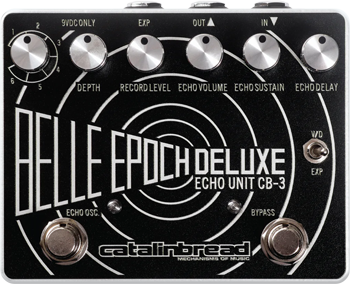 9VDC ONLY EXP OUT▲ IN▼
1 2 3 4 5 6
DEPTH RECORD LEVEL ECHO VOLUME ECHO SUSTAIN ECHO DELAY
BELLE EPOCH DELUXE
ECHO UNIT CB-3
W/D
EXP
ECHO OSC. BYPASS
catalinbread
MECHANISMS OF MUSIC